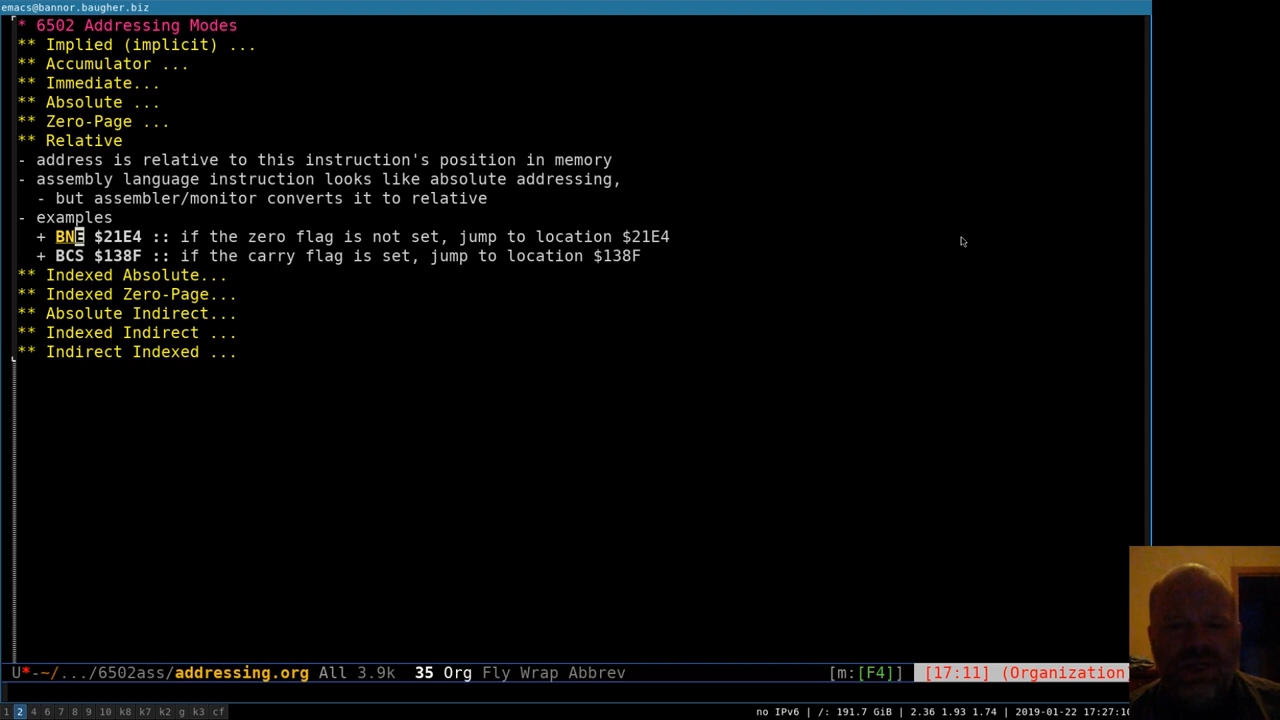 emacs@bannor.baugher.biz
* 6502 Addressing Modes
** Implied (implicit) ...
** Accumulator ...
** Immediate...
** Absolute ...
** Zero-Page ...
** Relative
- address is relative to this instruction's position in memory
- assembly language instruction looks like absolute addressing,
- but assembler/monitor converts it to relative
- examples
+ BNE $21E4 :: if the zero flag is not set, jump to location $21E4
+ BCS $138F :: if the carry flag is set, jump to location $138F
** Indexed Absolute...
** Indexed Zero-Page...
** Absolute Indirect...
** Indexed Indirect ...
** Indirect Indexed ...
U*-~/.../6502ass/addressing.org All 3.9k 35 Org Fly Wrap Abbrev [m:[F4]] [17:11] (Organization
1 2 4 6 7 8 9 10 k8 k7 k2 g k3 cf no IPv6 | /: 191.7 GiB | 2.36 1.93 1.74 | 2019-01-22 17:27:10